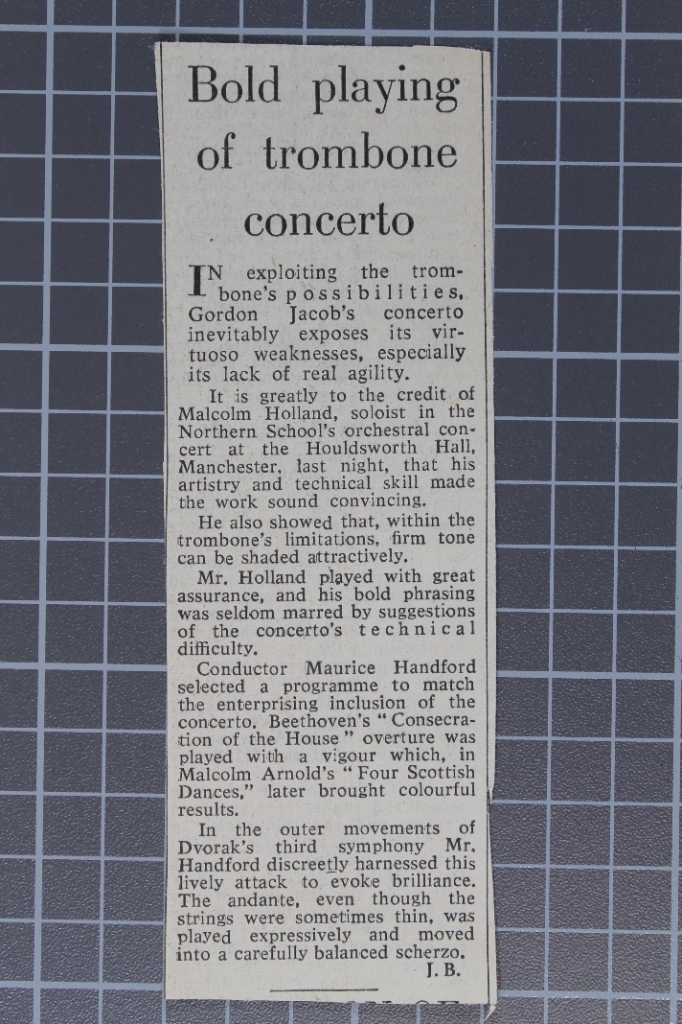 Bold playing
of trombone
concerto
IN exploiting the trom-
bone's possibilities,
Gordon Jacob's concerto
inevitably exposes its vir-
tuoso weaknesses, especially
its lack of real agility.
It is greatly to the credit of
Malcolm Holland, soloist in the
Northern School's orchestral con-
cert at the Houldsworth Hall,
Manchester, last night, that his
artistry and technical skill made
the work sound convincing.
He also showed that, within the
trombone's limitations, firm tone
can be shaded attractively.
Mr. Holland played with great
assurance, and his bold phrasing
was seldom marred by suggestions
of the concerto's technical
difficulty.
Conductor Maurice Handford
selected a programme to match
the enterprising inclusion of the
concerto. Beethoven's "Consecra-
tion of the House" overture was
played with a vigour which, in
Malcolm Arnold's "Four Scottish
Dances," later brought colourful
results.
In the outer movements of
Dvorak's third symphony Mr.
Handford discreetly harnessed this
lively attack to evoke brilliance.
The andante, even though the
strings were sometimes thin, was
played expressively and moved
into a carefully balanced scherzo.
J. B.